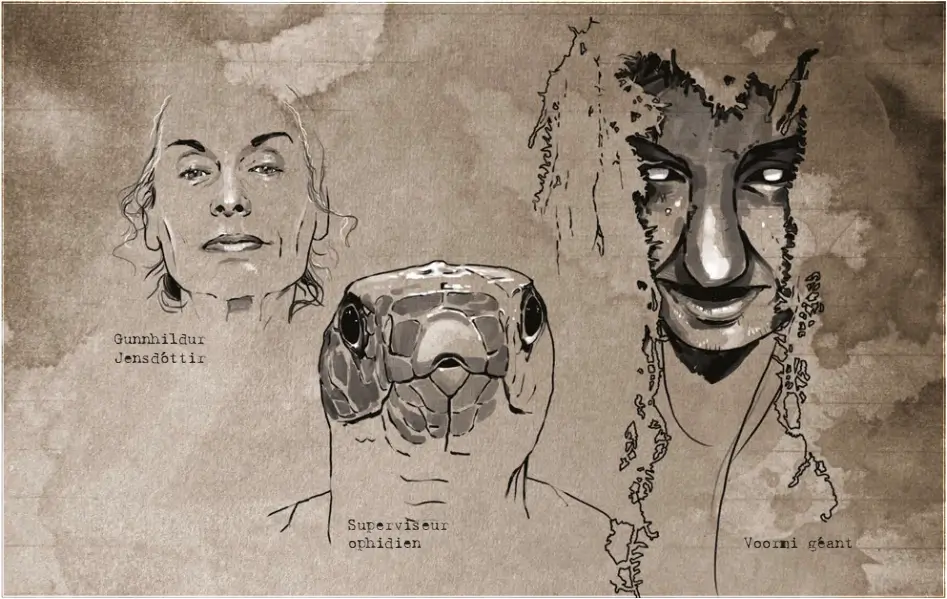 Gunnhildur
Jensdóttir
Superviseur
ophidien
Voormi géant